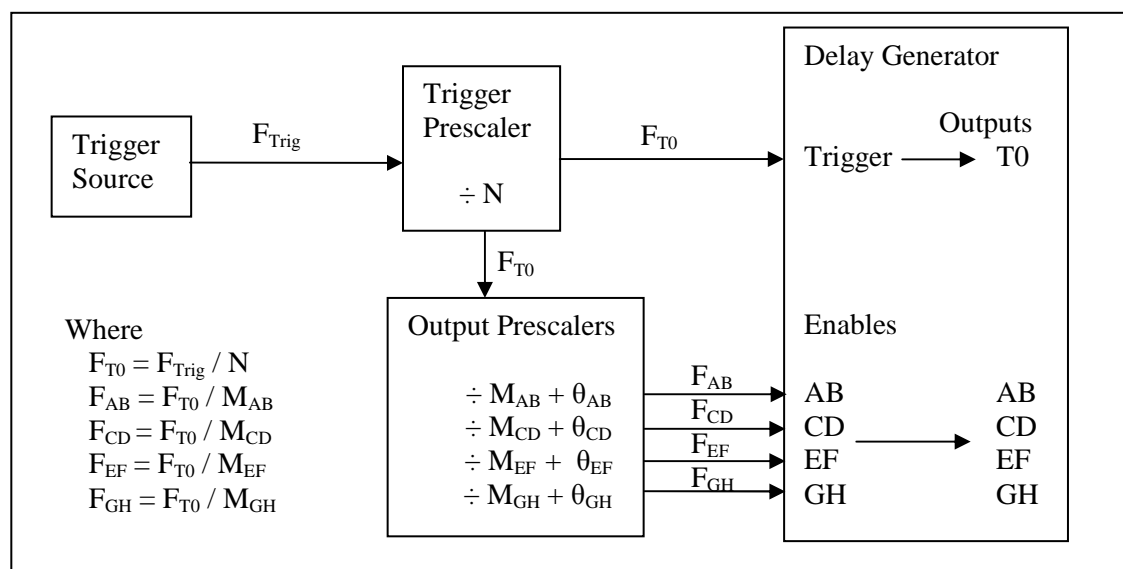 Delay Generator
Trigger
Prescaler
÷ N
Trigger
Source
F_Trig
F_T0
Outputs
Trigger
T0
F_T0
Where
F_T0 = F_Trig / N
F_AB = F_T0 / M_AB
F_CD = F_T0 / M_CD
F_EF = F_T0 / M_EF
F_GH = F_T0 / M_GH
Output Prescalers
÷ M_AB + θ_AB
÷ M_CD + θ_CD
÷ M_EF + θ_EF
÷ M_GH + θ_GH
F_AB
F_CD
F_EF
F_GH
Enables
AB
CD
EF
GH
AB
CD
EF
GH